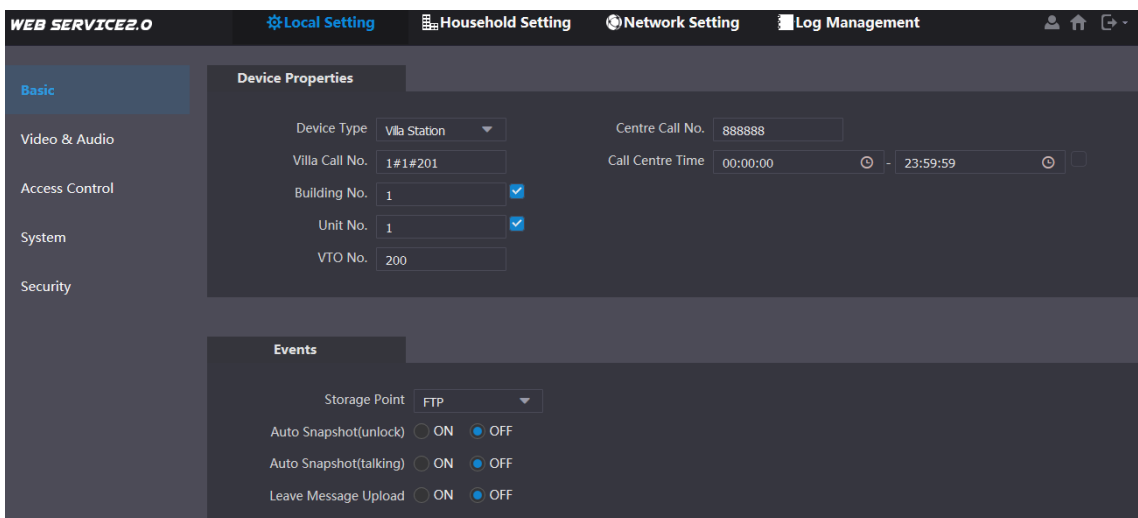 WEB SERVICE2.0 Local Setting Household Setting Network Setting Log Management
Basic
Video & Audio
Access Control
System
Security
Device Properties
Device Type Villa Station Centre Call No. 888888
Villa Call No. 1#1#201 Call Centre Time 00:00:00 - 23:59:59
Building No. 1
Unit No. 1
VTO No. 200
Events
Storage Point FTP
Auto Snapshot(unlock) ON OFF
Auto Snapshot(talking) ON OFF
Leave Message Upload ON OFF